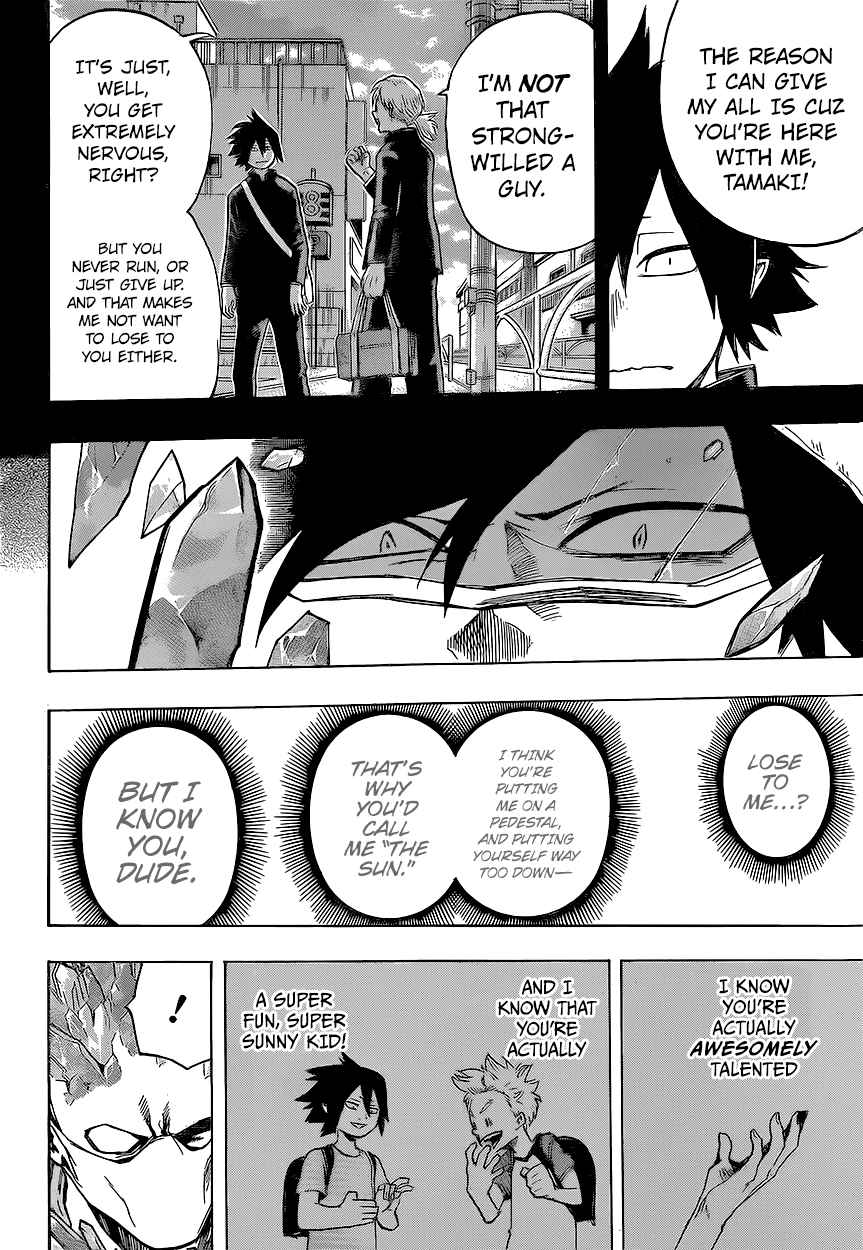 THE REASON
I CAN GIVE
MY ALL IS CUZ
YOU'RE HERE
WITH ME,
TAMAKI!
I'M NOT
THAT
STRONG-
WILLED A
GUY.
IT'S JUST,
WELL,
YOU GET
EXTREMELY
NERVOUS,
RIGHT?
BUT YOU
NEVER RUN, OR
JUST GIVE UP.
AND THAT MAKES
ME NOT WANT
TO LOSE TO
YOU EITHER.
8
LOSE
TO
ME...?
I THINK
YOU'RE
PUTTING
ME ON A
PEDESTAL,
AND PUTTING
YOURSELF WAY
TOO DOWN—
THAT'S
WHY
YOU'D
CALL
ME "THE
SUN."
BUT I
KNOW
YOU,
DUDE.
I KNOW
YOU'RE
ACTUALLY
AWESOMELY
TALENTED
AND I
KNOW THAT
YOU'RE
ACTUALLY
A SUPER
FUN, SUPER
SUNNY KID!
!